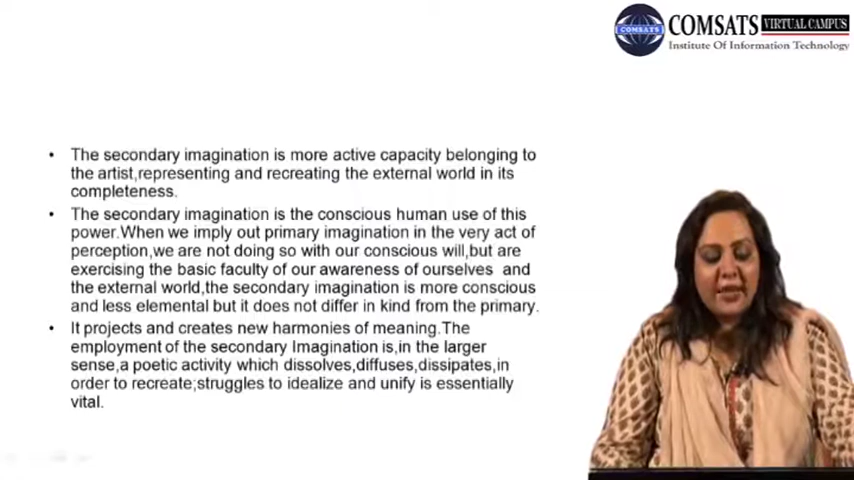 COMSATS VIRTUAL CAMPUS
COMSATS
Institute Of Information Technology
• The secondary imagination is more active capacity belonging to
the artist,representing and recreating the external world in its
completeness.
• The secondary imagination is the conscious human use of this
power.When we imply out primary imagination in the very act of
perception,we are not doing so with our conscious will,but are
exercising the basic faculty of our awareness of ourselves and
the external world,the secondary imagination is more conscious
and less elemental but it does not differ in kind from the primary.
• It projects and creates new harmonies of meaning.The
employment of the secondary Imagination is,in the larger
sense,a poetic activity which dissolves,diffuses,dissipates,in
order to recreate;struggles to idealize and unify is essentially
vital.